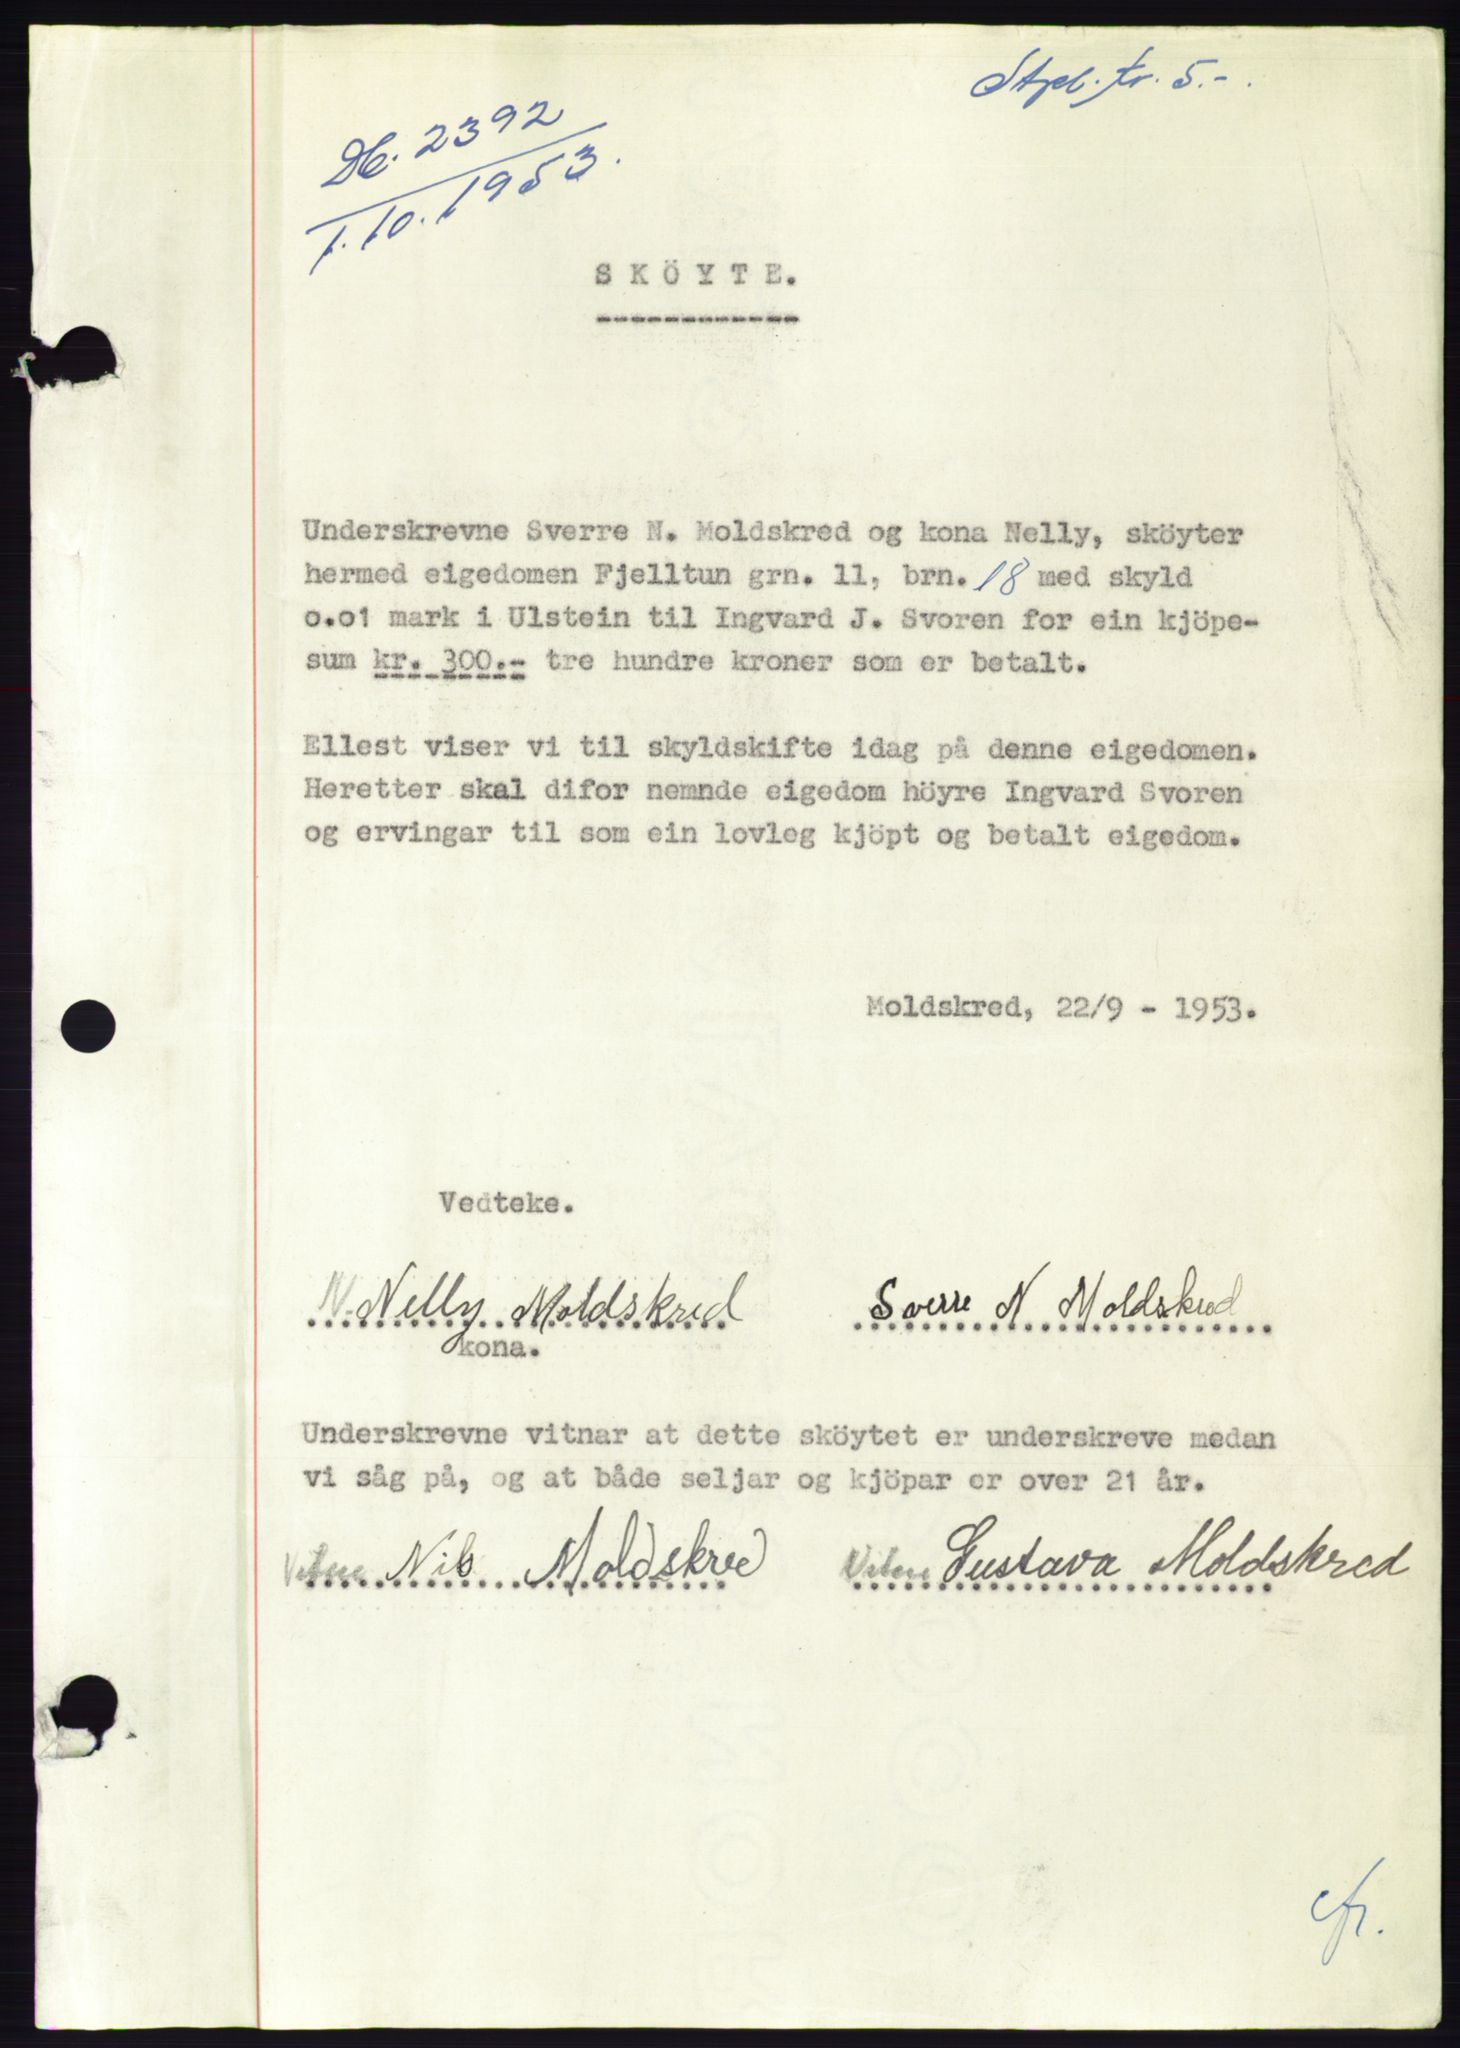 Stpl. kr. 5.-.
Db. 2392
1.10.1953.
SKÖYTE.
Underskrevne Sverre N. Moldskred og kona Nelly, sköyter
hermed eigedomen Fjelltun grn. 11, brn. 18 med skyld
o.o1 mark i Ulstein til Ingvard J. Svoren for ein kjöpe-
sum kr. 300.- tre hundre kroner som er betalt.
Ellest viser vi til skyldskifte idag på denne eigedomen.
Heretter skal difor nemnde eigedom höyre Ingvard Svoren
og ervingar til som ein lovleg kjöpt og betalt eigedom.
Moldskred, 22/9 - 1953.
Vedteke.
N. Nelly Moldskred Sverre N Moldskred
kona.
Underskrevne vitnar at dette sköytet er underskreve medan
vi såg på, og at både seljar og kjöpar er over 21 år.
Vitne Nils Moldskred Vitne Gustava Moldskred